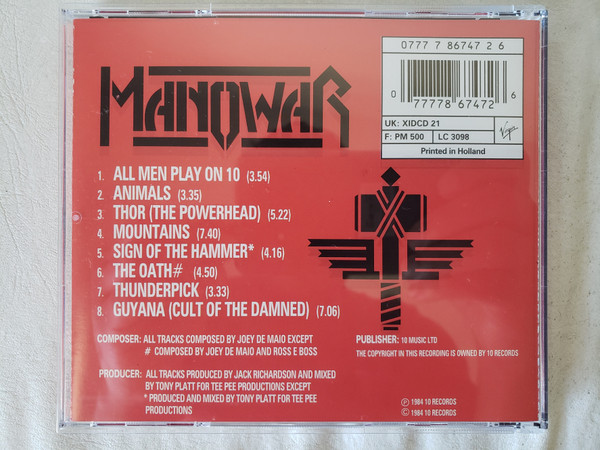 MANOWAR
0777 7 86747 2 6
0 77778 67472 6
UK: XIDCD 21
F: PM 500 LC 3098
Virgin
Printed in Holland
1. ALL MEN PLAY ON 10 (3.54)
2. ANIMALS (3.35)
3. THOR (THE POWERHEAD) (5.22)
4. MOUNTAINS (7.40)
5. SIGN OF THE HAMMER* (4.16)
6. THE OATH# (4.50)
7. THUNDERPICK (3.33)
8. GUYANA (CULT OF THE DAMNED) (7.06)
COMPOSER: ALL TRACKS COMPOSED BY JOEY DE MAIO EXCEPT
# COMPOSED BY JOEY DE MAIO AND ROSS E BOSS
PRODUCER: ALL TRACKS PRODUCED BY JACK RICHARDSON AND MIXED
BY TONY PLATT FOR TEE PEE PRODUCTIONS EXCEPT
* PRODUCED AND MIXED BY TONY PLATT FOR TEE PEE
PRODUCTIONS
PUBLISHER: 10 MUSIC LTD
THE COPYRIGHT IN THIS RECORDING IS OWNED BY 10 RECORDS
℗ 1984 10 RECORDS
© 1984 10 RECORDS